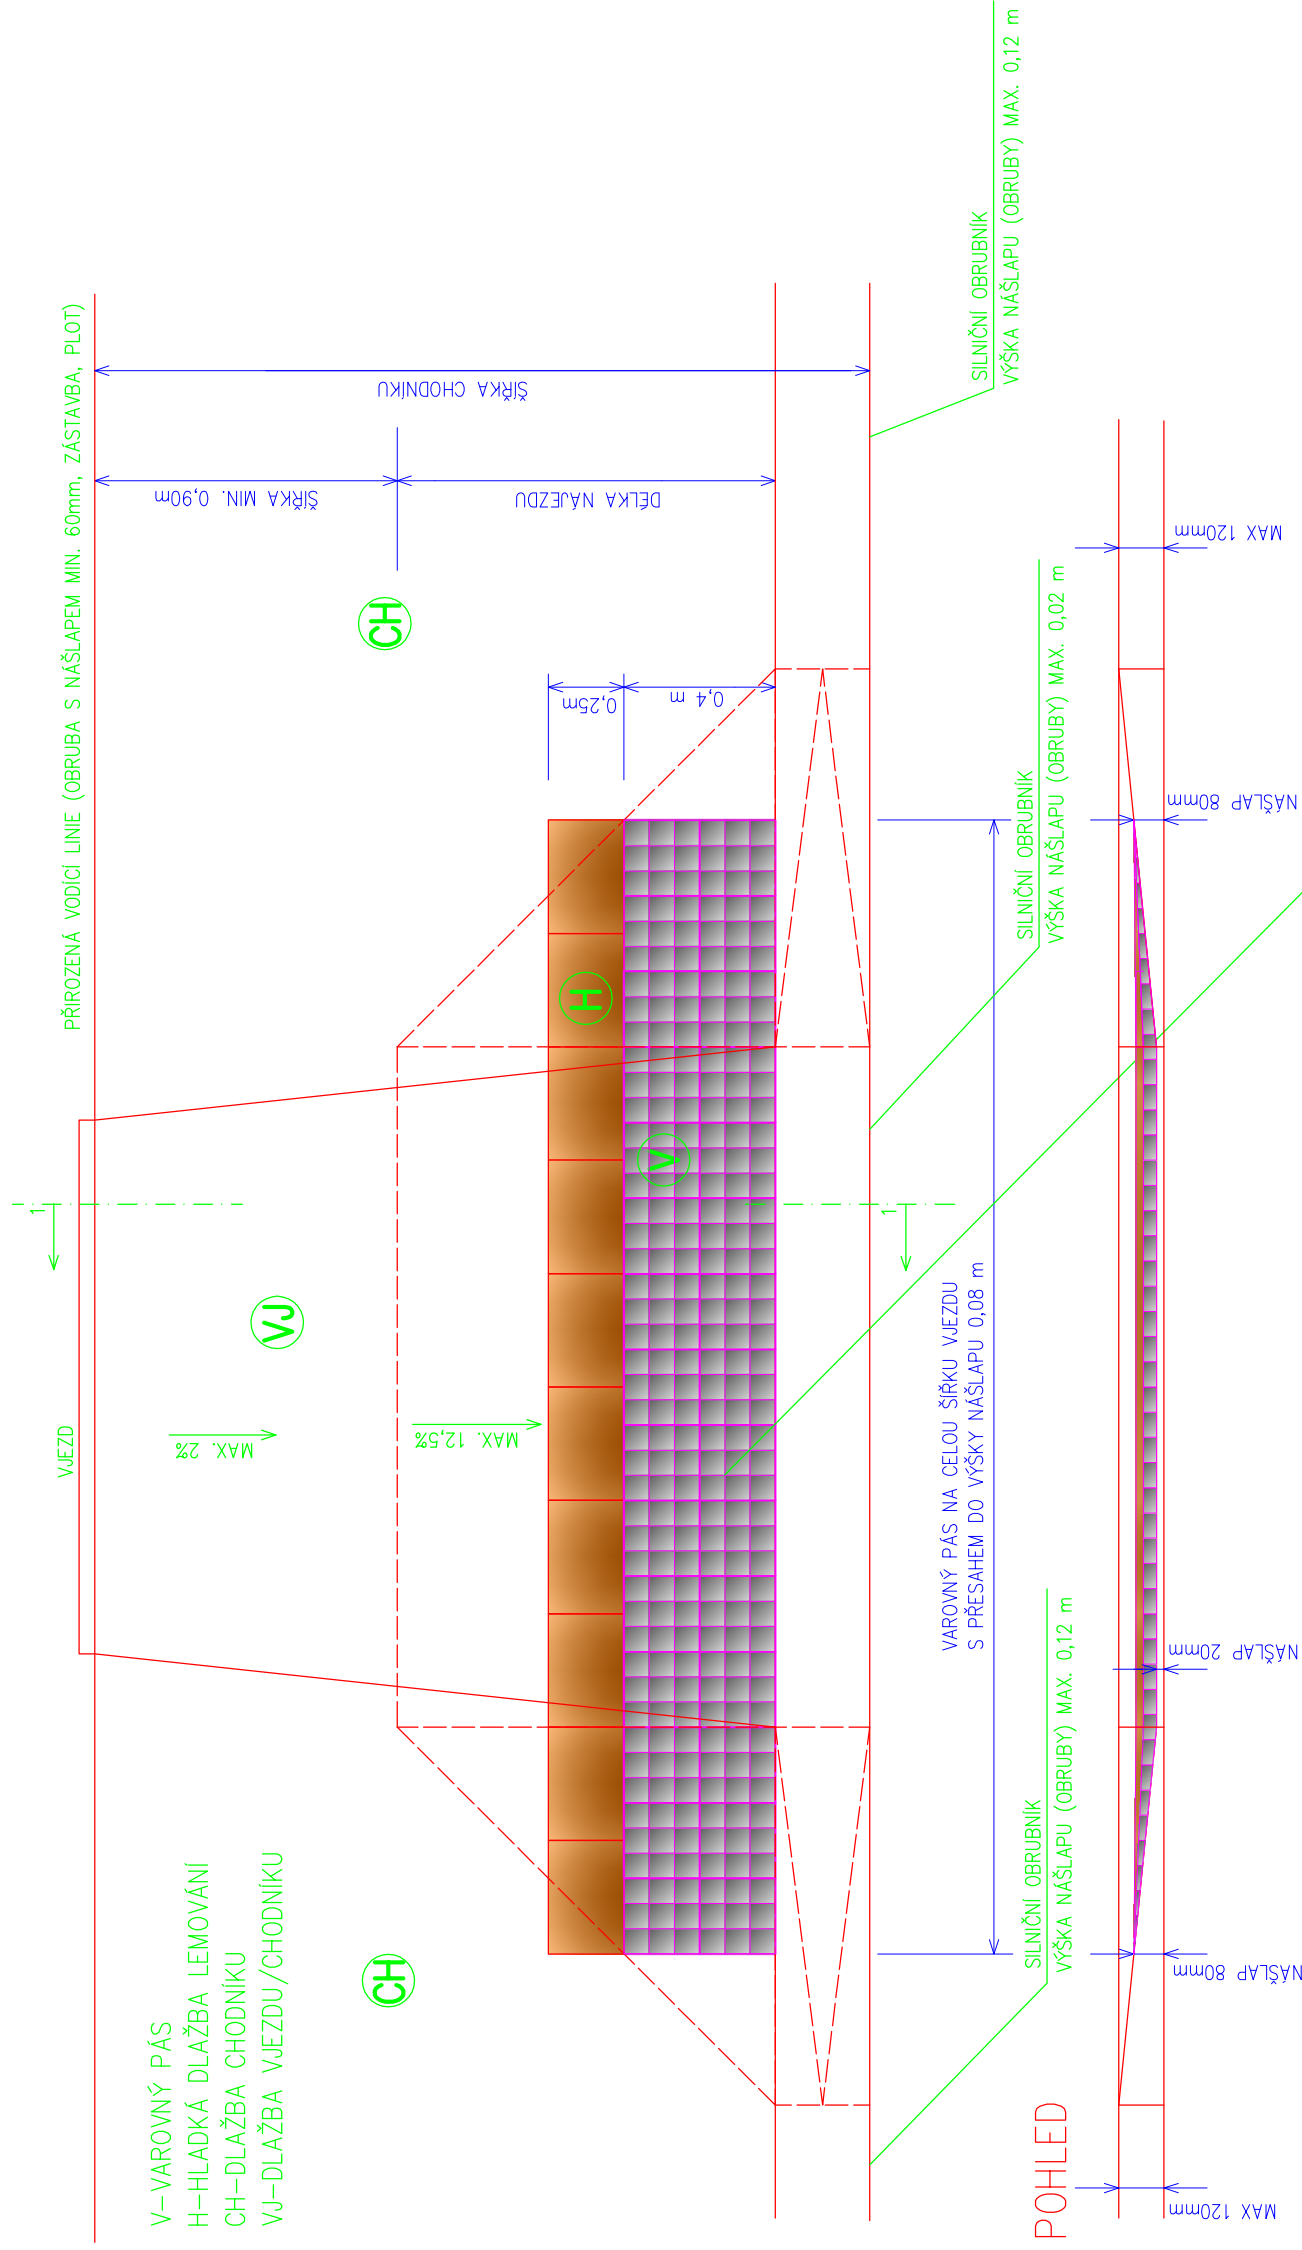 V-VAROVNÝ PÁS
H-HLADKÁ DLAŽBA LEMOVÁNÍ
CH-DLAŽBA CHODNÍKU
VJ-DLAŽBA VJEZDU/CHODNÍKU
VJEZD
PŘIROZENÁ VODÍCÍ LINIE (OBRUBA S NÁŠLAPEM MIN. 60mm, ZÁSTAVBA, PLOT)
1
MAX. 2%
VJ
ŠÍŘKA MIN. 0,90m
ŠÍŘKA CHODNÍKU
CH
CH
MAX. 12,5%
DÉLKA NÁJEZDU
H
0,25m
V
0,4 m
1
VAROVNÝ PÁS NA CELOU ŠÍŘKU VJEZDU
S PŘESAHEM DO VÝŠKY NÁŠLAPU 0,08 m
SILNIČNÍ OBRUBNÍK
VÝŠKA NÁŠLAPU (OBRUBY) MAX. 0,12 m
SILNIČNÍ OBRUBNÍK
VÝŠKA NÁŠLAPU (OBRUBY) MAX. 0,02 m
SILNIČNÍ OBRUBNÍK
VÝŠKA NÁŠLAPU (OBRUBY) MAX. 0,12 m
POHLED
MAX 120mm
NÁŠLAP 80mm
NÁŠLAP 20mm
NÁŠLAP 80mm
MAX 120mm